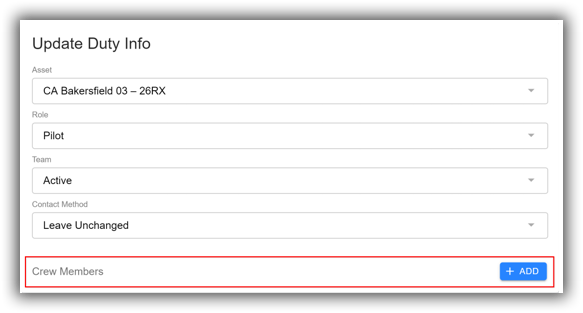 Update Duty Info
Asset
CA Bakersfield 03 – 26RX
Role
Pilot
Team
Active
Contact Method
Leave Unchanged
Crew Members
+ ADD